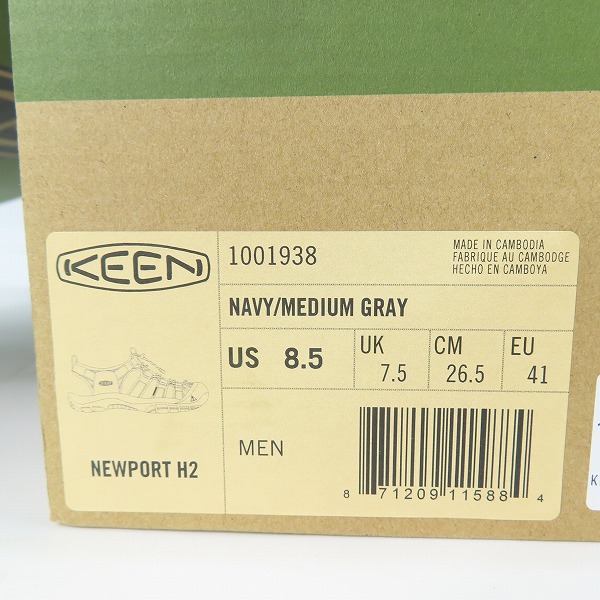 KEEN
1001938
MADE IN CAMBODIA
FABRIQUE AU CAMBODGE
HECHO EN CAMBOYA
NAVY/MEDIUM GRAY
US 8.5
UK
7.5
CM
26.5
EU
41
MEN
8 71209 11588 4
NEWPORT H2
K